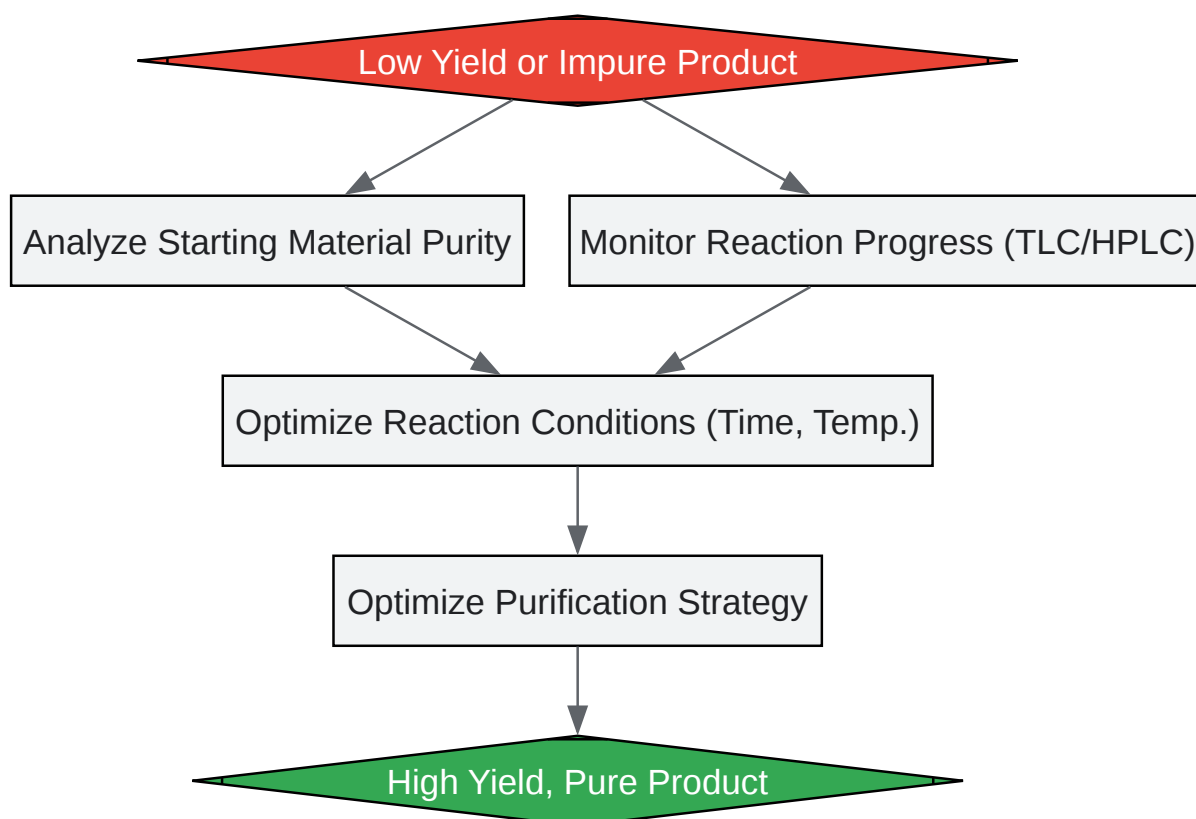 Low Yield or Impure Product
Analyze Starting Material Purity
Monitor Reaction Progress (TLC/HPLC)
Optimize Reaction Conditions (Time, Temp.)
Optimize Purification Strategy
High Yield, Pure Product